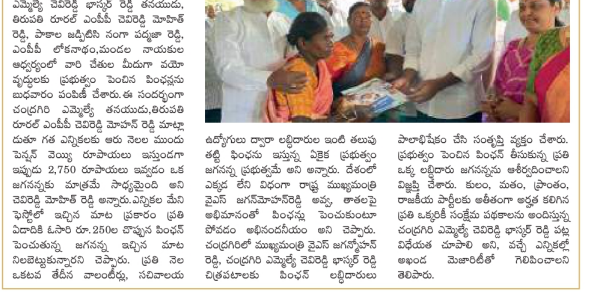 ఎమ్మెల్యే చెవిరెడ్డి భాస్కర్ రెడ్డి తనయుడు,
తిరుపతి రూరల్ ఎంపీపీ చెవిరెడ్డి మోహిత్
రెడ్డి, పాకాల జడ్పిటిసి నంగా పద్మజా రెడ్డి,
ఎంపీపీ లోకనాథం,మండల నాయకుల
ఆధ్వర్యంలో వారి చేతుల మీదుగా వయో
వృద్ధులకు ప్రభుత్వం పెంచిన పింఛన్లను
బుధవారం పంపిణీ చేశారు.ఈ సందర్భంగా
చంద్రగిరి ఎమ్మెల్యే తనయుడు,తిరుపతి
రూరల్ ఎంపీపీ చెవిరెడ్డి మోహన్ రెడ్డి మాట్లా
డుతూ గత ఎన్నికలకు ఆరు నెలల ముందు
పెన్షన్ వెయ్యి రూపాయలు ఇస్తుండగా
ఇప్పుడు 2,750 రూపాయలు ఇవ్వడం ఒక
జగనన్నకు మాత్రమే సాధ్యమైంది అని
చెవిరెడ్డి మోహిత్ రెడ్డి అన్నారు.ఎన్నికల మేని
ఫెస్టోలో ఇచ్చిన మాట ప్రకారం ప్రతి
ఏడాదికి ఓసారి రూ.250ల చొప్పున పింఛన్
పెంచుతున్న జగనన్న ఇచ్చిన మాట
నిలబెట్టుకున్నారని చెప్పారు. ప్రతి నెల
ఒకటవ తేదీన వాలంటీర్లు, సచివాలయ
ఉద్యోగులు ద్వారా లబ్ధిదారుల ఇంటి తలుపు
తట్టి ఫింఛను ఇస్తున్న ఏకైక ప్రభుత్వం
జగనన్న ప్రభుత్వమే అని అన్నారు. దేశంలో
ఎక్కడ లేని విధంగా రాష్ట్ర ముఖ్యమంత్రి
వైఎస్ జగన్‌మోహన్‌రెడ్డి అవ్వ, తాతలపై
అభిమానంతో పింఛన్లు పెంచుకుంటూ
పోవడం అభినందనీయం అని చెప్పారు.
చంద్రగిరిలో ముఖ్యమంత్రి వైఎస్ జగన్మోహన్
రెడ్డి, చంద్రగిరి ఎమ్మెల్యే చెవిరెడ్డి భాస్కర్ రెడ్డి
చిత్రపటాలకు పింఛన్ లబ్ధిదారులు
పాలాభిషేకం చేసి సంతృప్తి వ్యక్తం చేశారు.
ప్రభుత్వం పెంచిన పింఛన్ తీసుకున్న ప్రతి
ఒక్క లబ్ధిదారు జగనన్నను ఆశీర్వదించాలని
విజ్ఞప్తి చేశారు. కులం, మతం, ప్రాంతం,
రాజకీయ పార్టీలకు అతీతంగా అర్హత కలిగిన
ప్రతి ఒక్కరికీ సంక్షేమ పథకాలను అందిస్తున్న
చంద్రగిరి ఎమ్మెల్యే చెవిరెడ్డి భాస్కర్ రెడ్డి పట్ల
విధేయత చూపాలి అని, వచ్చే ఎన్నికల్లో
అఖండ మెజారిటీతో గెలిపించాలని
తెలిపారు.